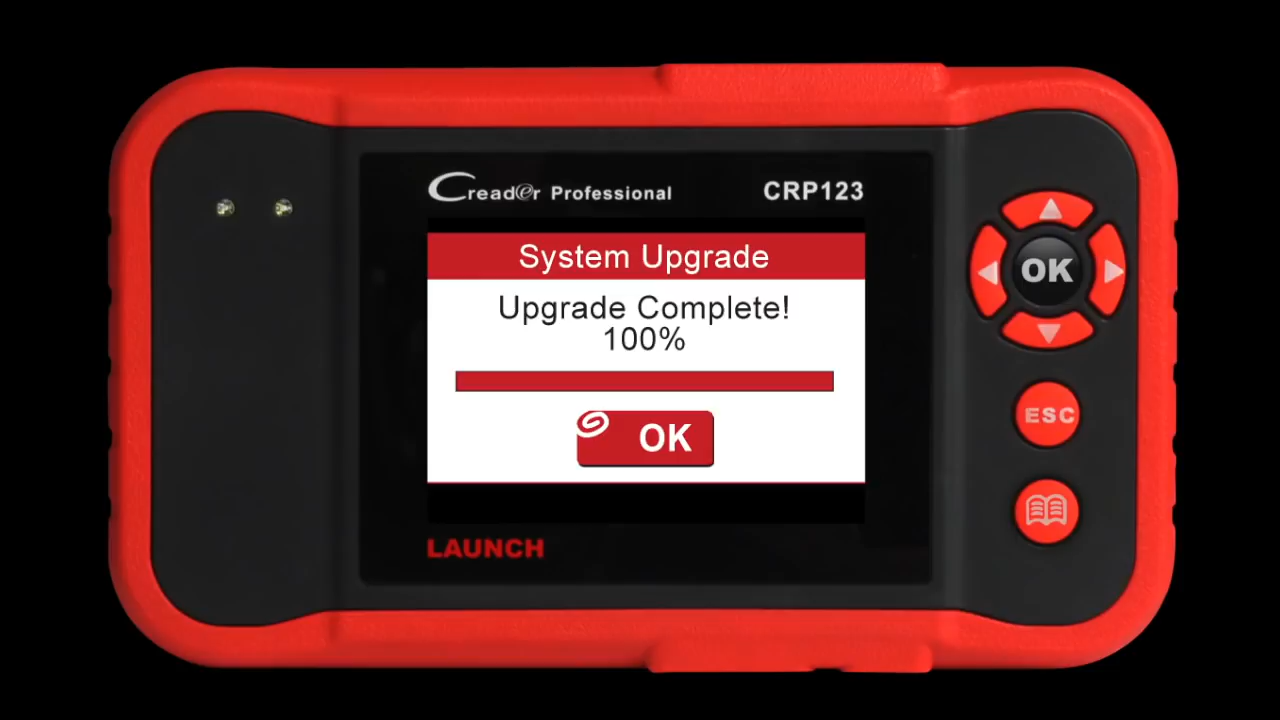 Creader Professional CRP123
System Upgrade
Upgrade Complete!
100%
OK
OK
ESC
LAUNCH